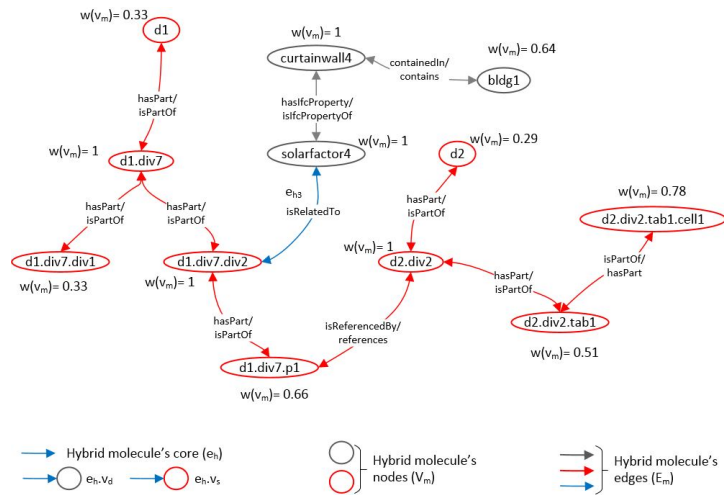 w(vm)= 0.33
d1
hasPart/
isPartOf
w(vm)= 1
d1.div7
hasPart/
isPartOf
hasPart/
isPartOf
d1.div7.div1
w(vm)= 0.33
d1.div7.div2
w(vm)= 1
hasPart/
isPartOf
d1.div7.p1
w(vm)= 0.66
w(vm)= 1
curtainwall4
containedIn/
contains
w(vm)= 0.64
bldg1
hasIfcProperty/
isIfcPropertyOf
w(vm)= 1
solarfactor4
eh3
isRelatedTo
w(vm)= 0.29
d2
hasPart/
isPartOf
w(vm)= 1
d2.div2
isReferencedBy/
references
hasPart/
isPartOf
w(vm)= 0.78
d2.div2.tab1.cell1
isPartOf/
hasPart
d2.div2.tab1
w(vm)= 0.51
Hybrid molecule's core (eh)
eh.vd
eh.vs
Hybrid molecule's
nodes (Vm)
Hybrid molecule's
edges (Em)